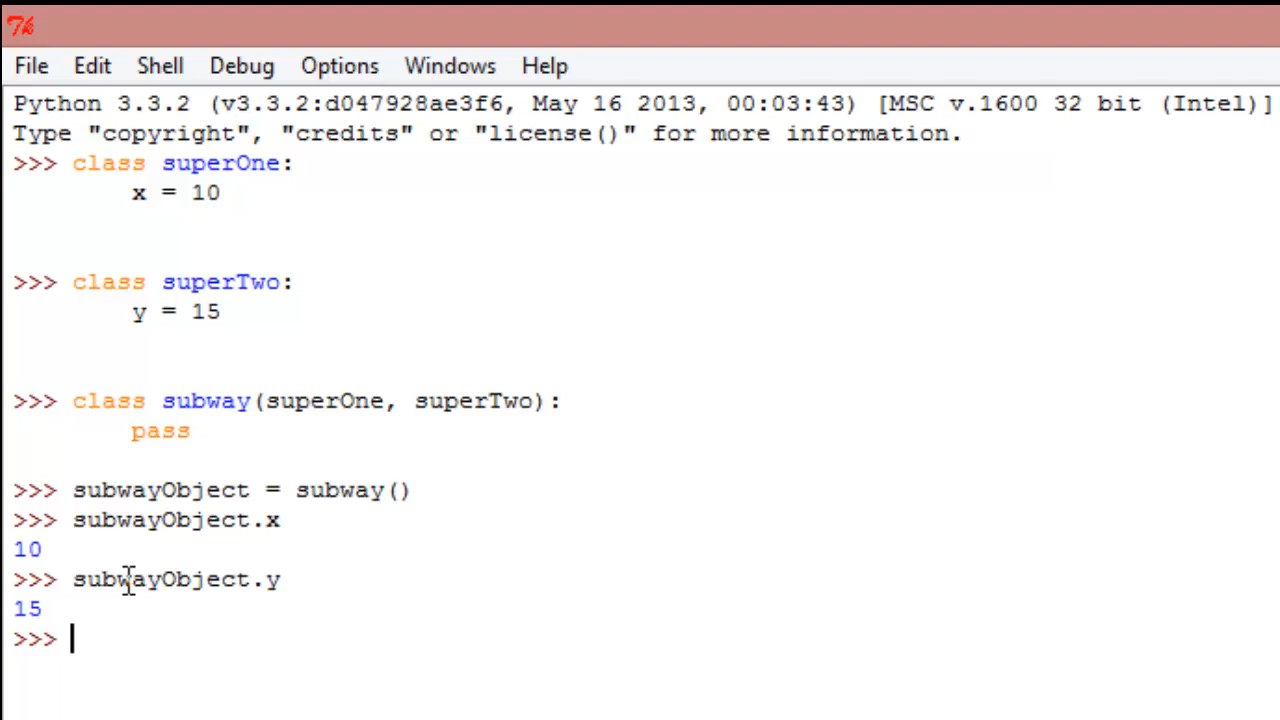 Tk
File Edit Shell Debug Options Windows Help
Python 3.3.2 (v3.3.2:d047928ae3f6, May 16 2013, 00:03:43) [MSC v.1600 32 bit (Intel)]
Type "copyright", "credits" or "license()" for more information.
>>> class superOne:
        x = 10
>>> class superTwo:
        y = 15
>>> class subway(superOne, superTwo):
        pass
>>> subwayObject = subway()
>>> subwayObject.x
10
>>> subwayObject.y
15
>>>